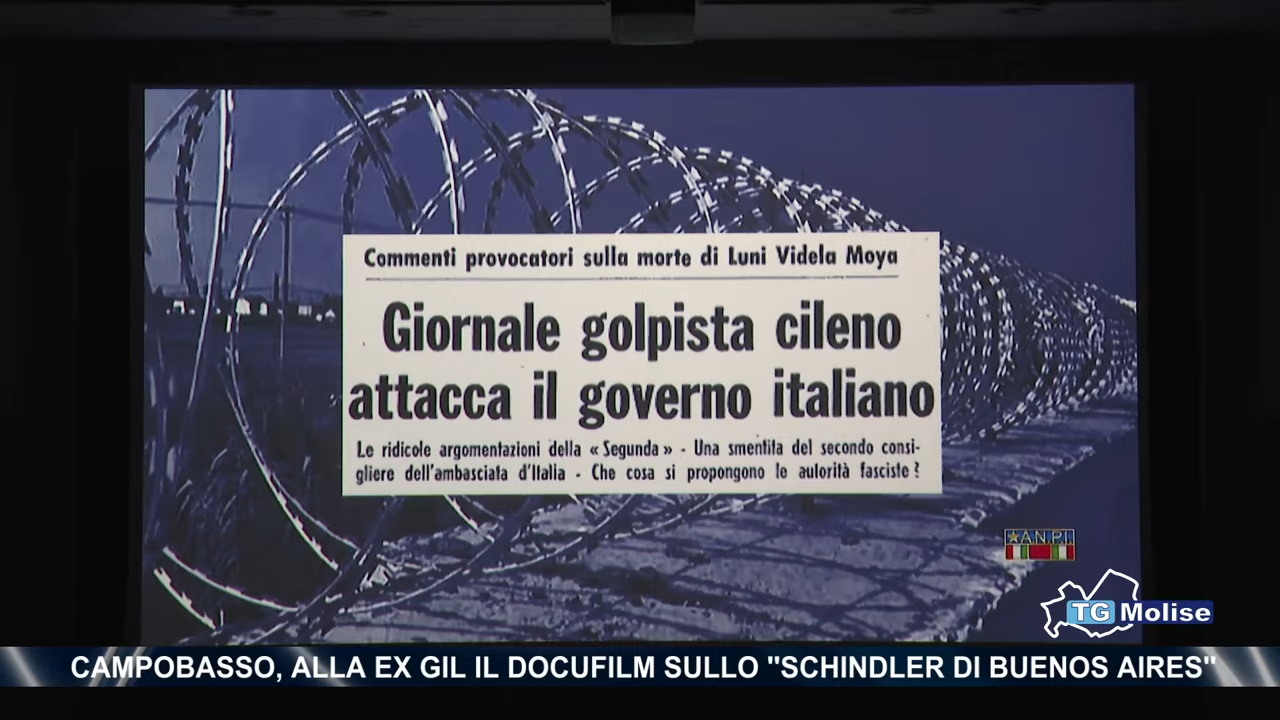 Commenti provocatori sulla morte di Luni Videla Moya
Giornale golpista cileno
attacca il governo italiano
Le ridicole argomentazioni della « Segunda » - Una smentita del secondo consi-
gliere dell'ambasciata d'Italia - Che cosa si propongono le autorità fasciste?
ANPI
TG Molise
CAMPOBASSO, ALLA EX GIL IL DOCUFILM SULLO "SCHINDLER DI BUENOS AIRES"